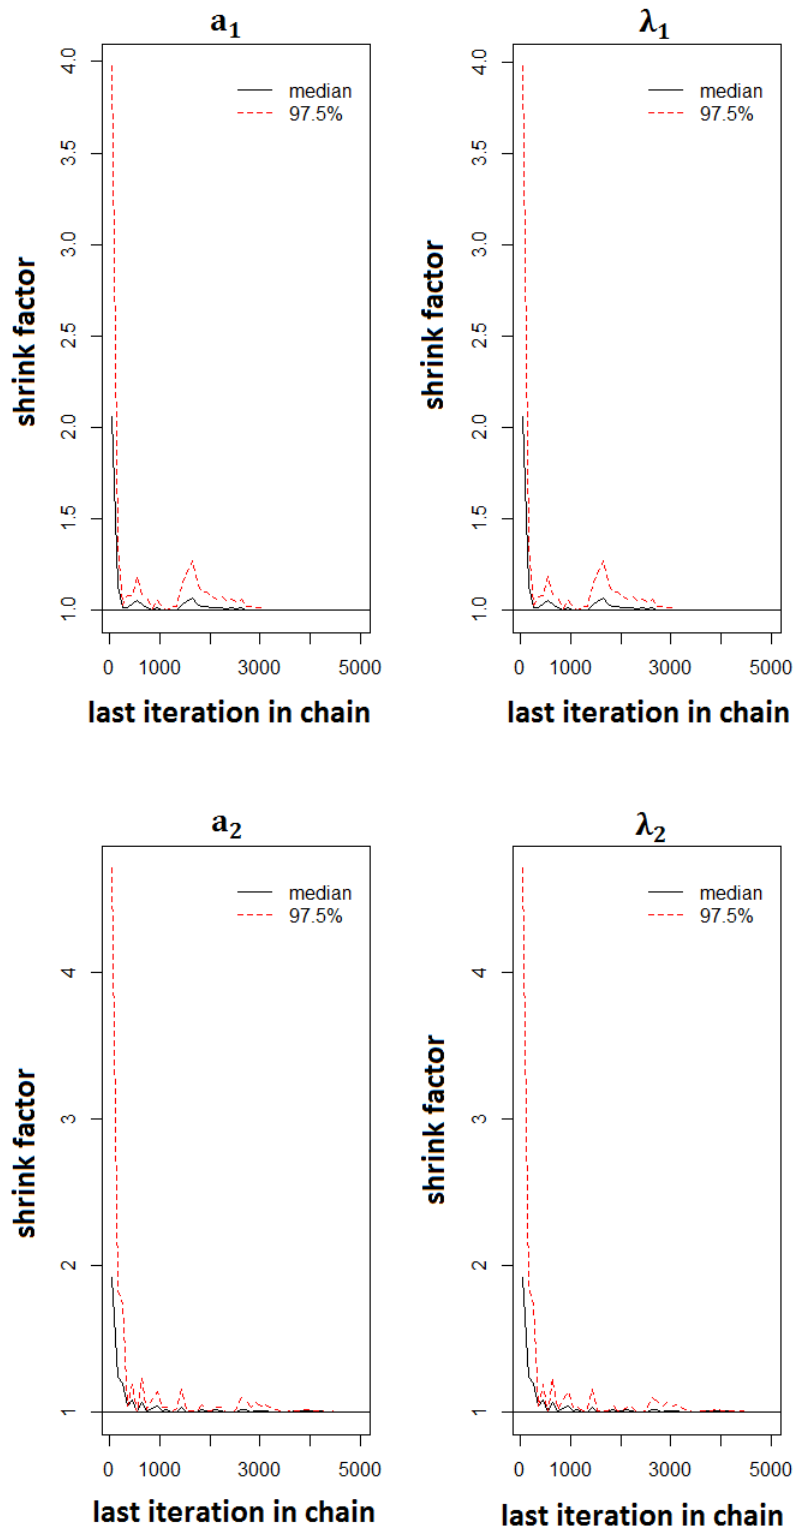 a₁
4.0
3.5
3.0
2.5
2.0
1.5
1.0
shrink factor
median
97.5%
0 1000 3000 5000
last iteration in chain
λ₁
4.0
3.5
3.0
2.5
2.0
1.5
1.0
shrink factor
median
97.5%
0 1000 3000 5000
last iteration in chain
a₂
4
3
2
1
shrink factor
median
97.5%
0 1000 3000 5000
last iteration in chain
λ₂
4
3
2
1
shrink factor
median
97.5%
0 1000 3000 5000
last iteration in chain